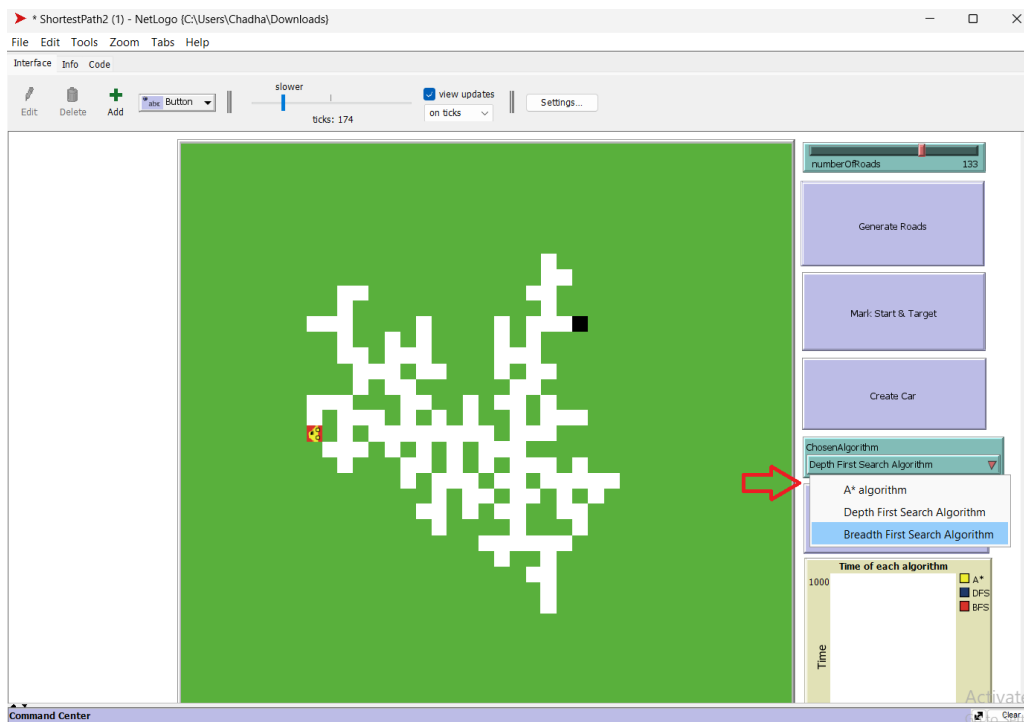 * ShortestPath2 (1) - NetLogo {C:\Users\Chadha\Downloads}
File Edit Tools Zoom Tabs Help
Interface Info Code
Edit Delete Add abc Button slower ticks: 174 view updates on ticks Settings...
numberOfRoads 133
Generate Roads
Mark Start & Target
Create Car
ChosenAlgorithm
Depth First Search Algorithm
A* algorithm
Depth First Search Algorithm
Breadth First Search Algorithm
Time of each algorithm
1000
A*
DFS
BFS
Time
Activate
Command Center Clear